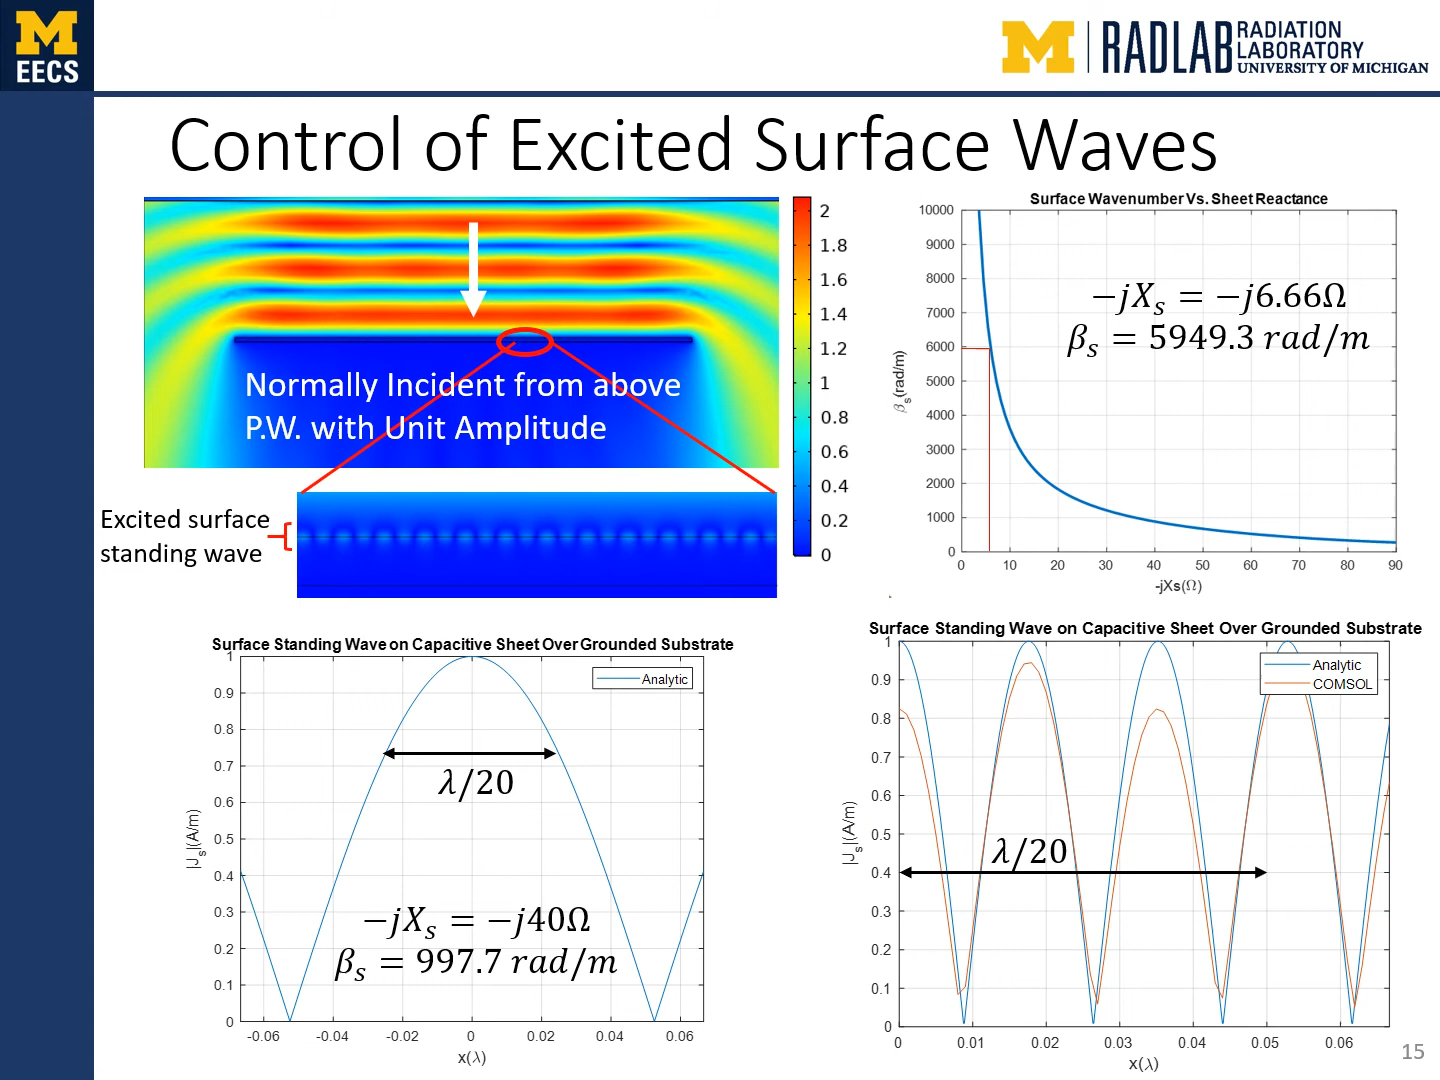 M
EECS
M RADLAB RADIATION
LABORATORY
UNIVERSITY OF MICHIGAN
Control of Excited Surface Waves
Normally Incident from above
P.W. with Unit Amplitude
2
1.8
1.6
1.4
1.2
1
0.8
0.6
0.4
0.2
0
Excited surface
standing wave
Surface Wavenumber Vs. Sheet Reactance
−jXₛ = −j6.66Ω
βₛ = 5949.3 rad/m
10000
9000
8000
7000
6000
5000
4000
3000
2000
1000
0
βₛ(rad/m)
0 10 20 30 40 50 60 70 80 90
-jXs(Ω)
Surface Standing Wave on Capacitive Sheet Over Grounded Substrate
Analytic
λ/20
−jXₛ = −j40Ω
βₛ = 997.7 rad/m
1
0.9
0.8
0.7
0.6
0.5
0.4
0.3
0.2
0.1
0
|Jₛ|(A/m)
-0.06 -0.04 -0.02 0 0.02 0.04 0.06
x(λ)
Surface Standing Wave on Capacitive Sheet Over Grounded Substrate
Analytic
COMSOL
λ/20
1
0.9
0.8
0.7
0.6
0.5
0.4
0.3
0.2
0.1
0
|Jₛ|(A/m)
0 0.01 0.02 0.03 0.04 0.05 0.06
x(λ)
15